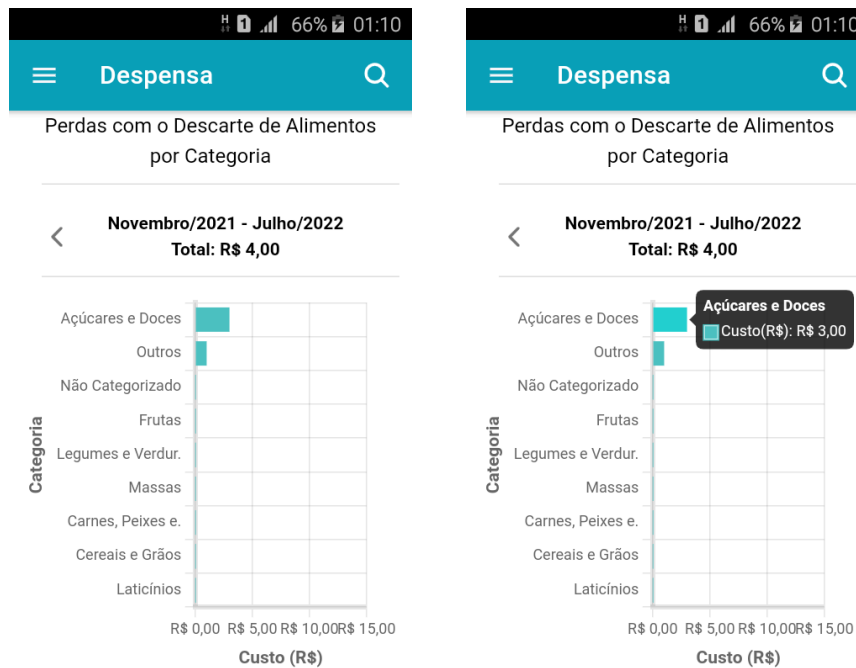 H 1 66% 01:10
Despensa
Perdas com o Descarte de Alimentos
por Categoria
Novembro/2021 - Julho/2022
Total: R$ 4,00
Categoria
Açúcares e Doces
Outros
Não Categorizado
Frutas
Legumes e Verdur.
Massas
Carnes, Peixes e.
Cereais e Grãos
Laticínios
R$ 0,00 R$ 5,00 R$ 10,00R$ 15,00
Custo (R$)
H 1 66% 01:10
Despensa
Perdas com o Descarte de Alimentos
por Categoria
Novembro/2021 - Julho/2022
Total: R$ 4,00
Categoria
Açúcares e Doces
Açúcares e Doces
Custo(R$): R$ 3,00
Outros
Não Categorizado
Frutas
Legumes e Verdur.
Massas
Carnes, Peixes e.
Cereais e Grãos
Laticínios
R$ 0,00 R$ 5,00 R$ 10,00R$ 15,00
Custo (R$)